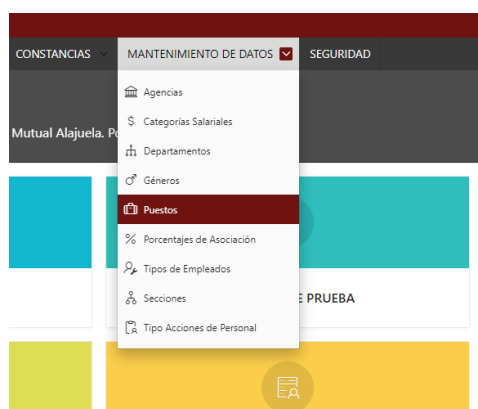 CONSTANCIAS MANTENIMIENTO DE DATOS SEGURIDAD
Agencias
$ Categorías Salariales
Mutual Alajuela.
Departamentos
Géneros
Puestos
% Porcentajes de Asociación
Tipos de Empleados
Secciones
E PRUEBA
Tipo Acciones de Personal